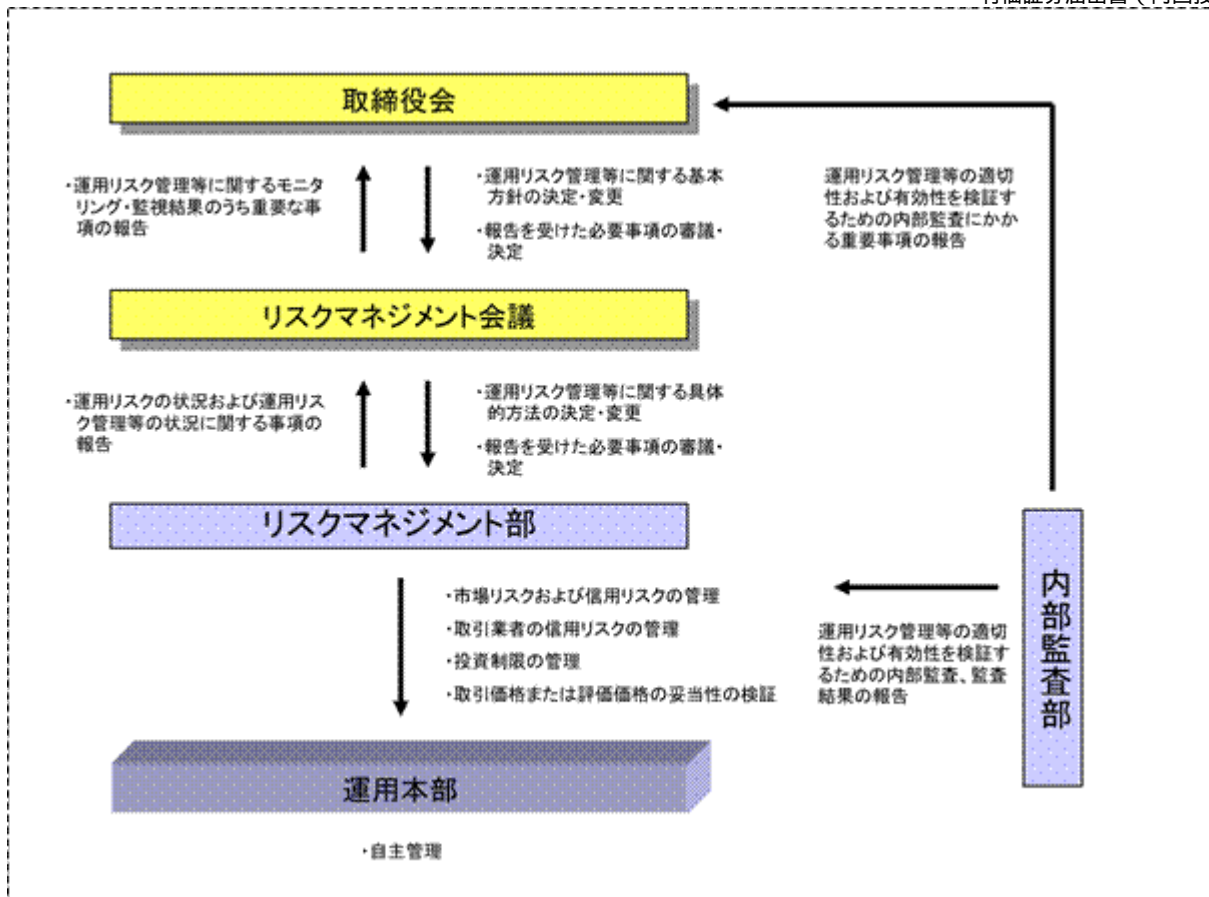 取締役会
・運用リスク管理等に関するモニタ
リング・監視結果のうち重要な事
項の報告
・運用リスク管理等に関する基本
方針の決定・変更
・報告を受けた必要事項の審議・
決定
運用リスク管理等の適切
性および有効性を検証す
るための内部監査にかか
る重要事項の報告
リスクマネジメント会議
・運用リスクの状況および運用リス
ク管理等の状況に関する事項の
報告
・運用リスク管理等に関する具体
的方法の決定・変更
・報告を受けた必要事項の審議・
決定
リスクマネジメント部
・市場リスクおよび信用リスクの管理
・取引業者の信用リスクの管理
・投資制限の管理
・取引価格または評価価格の妥当性の検証
運用リスク管理等の適切
性および有効性を検証す
るための内部監査、監査
結果の報告
内部監査部
運用本部
・自主管理